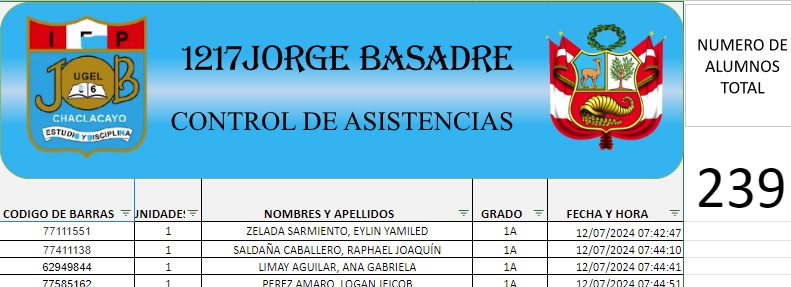 I E P
UGEL
JOB
6
CHACLACAYO
ESTUDIO Y DISCIPLINA
1217JORGE BASADRE
CONTROL DE ASISTENCIAS
NUMERO DE
ALUMNOS
TOTAL
239
CODIGO DE BARRAS UNIDADES NOMBRES Y APELLIDOS GRADO FECHA Y HORA
77111551 1 ZELADA SARMIENTO, EYLIN YAMILED 1A 12/07/2024 07:42:47
77411138 1 SALDAÑA CABALLERO, RAPHAEL JOAQUÍN 1A 12/07/2024 07:44:10
62949844 1 LIMAY AGUILAR, ANA GABRIELA 1A 12/07/2024 07:44:41
77585162 1 PEREZ AMARO, LOGAN JEICOB 1A 12/07/2024 07:44:51